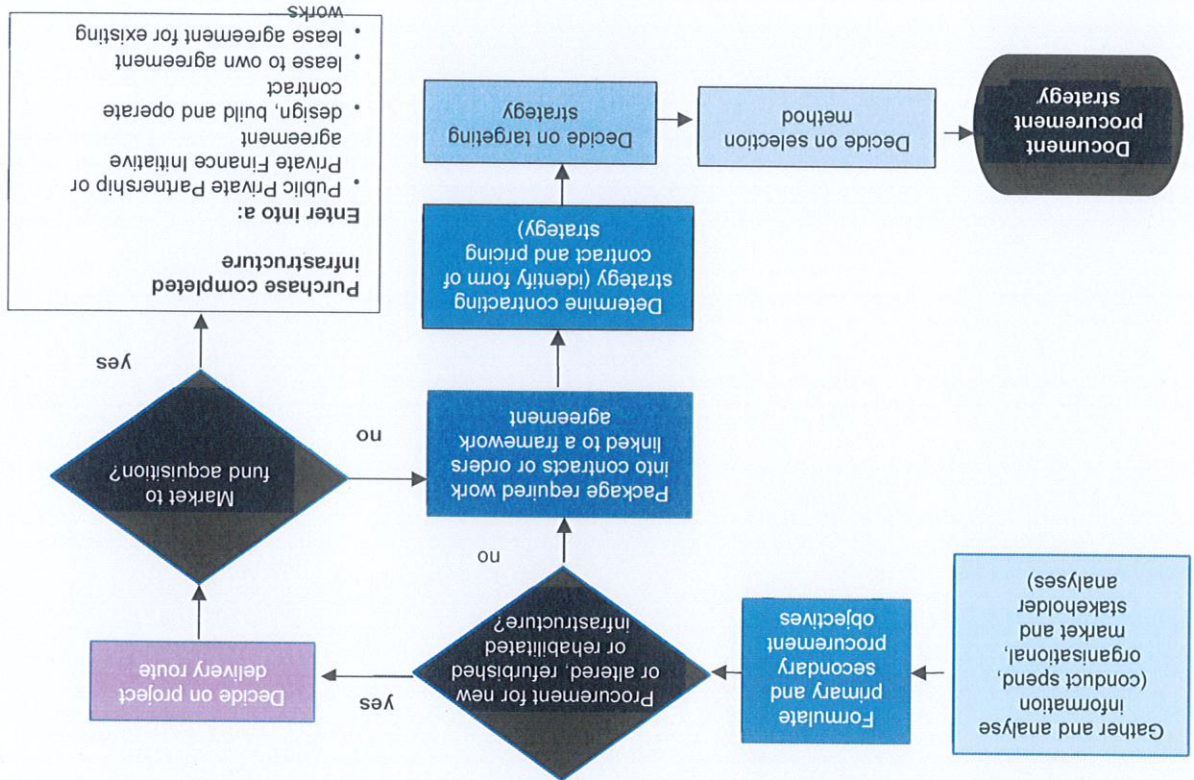 Gather and analyse
information
(conduct spend,
organisational,
market and
stakeholder
analyses)
Formulate
primary and
secondary
procurement
objectives
Procurement for new
or altered, refurbished
or rehabilitated
infrastructure?
yes
Decide on project
delivery route
no
Package required work
into contracts or orders
linked to a framework
agreement
no
Market to
fund acquisition?
yes
Determine contracting
strategy (identify form of
contract and pricing
strategy)
Purchase completed
infrastructure
Enter into a:
• Public Private Partnership or
Private Finance Initiative
agreement
• design, build and operate
contract
• lease to own agreement
• lease agreement for existing
works
Document
procurement
strategy
Decide on selection
method
Decide on targeting
strategy